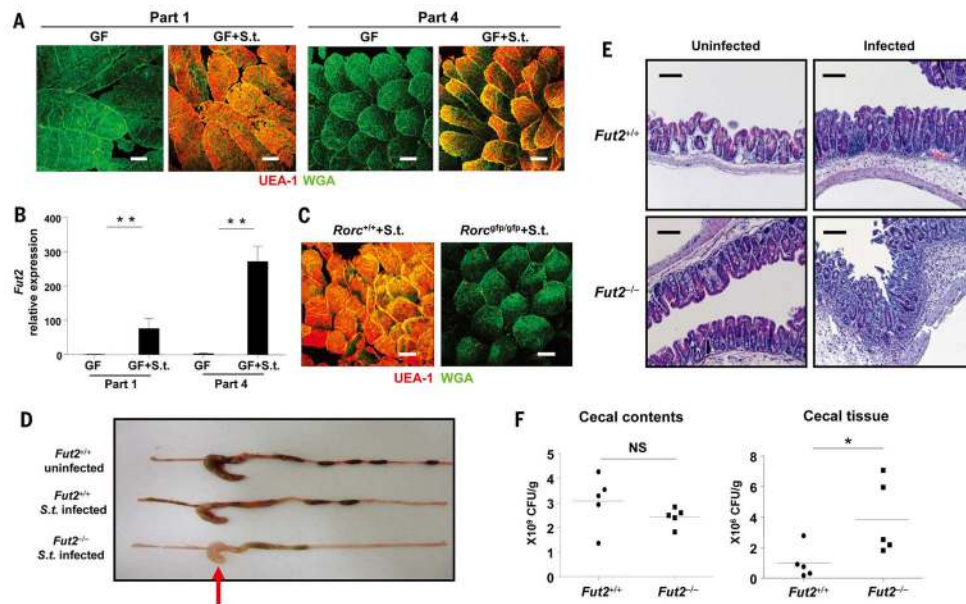 A
Part 1
Part 4
GF
GF+S.t.
GF
GF+S.t.
UEA-1 WGA
B
**
**
Fut2
relative expression
400
300
200
100
0
GF
GF+S.t.
GF
GF+S.t.
Part 1
Part 4
C
Rorc+/++S.t.
Rorcgfp/gfp+S.t.
UEA-1 WGA
D
Fut2+/+
uninfected
Fut2+/+
S.t. infected
Fut2–/–
S.t. infected
E
Uninfected
Infected
Fut2+/+
Fut2–/–
F
Cecal contents
NS
X10⁹ CFU/g
5
4
3
2
1
0
Fut2+/+
Fut2–/–
Cecal tissue
*
8
6
4
2
0
Fut2+/+
Fut2–/–